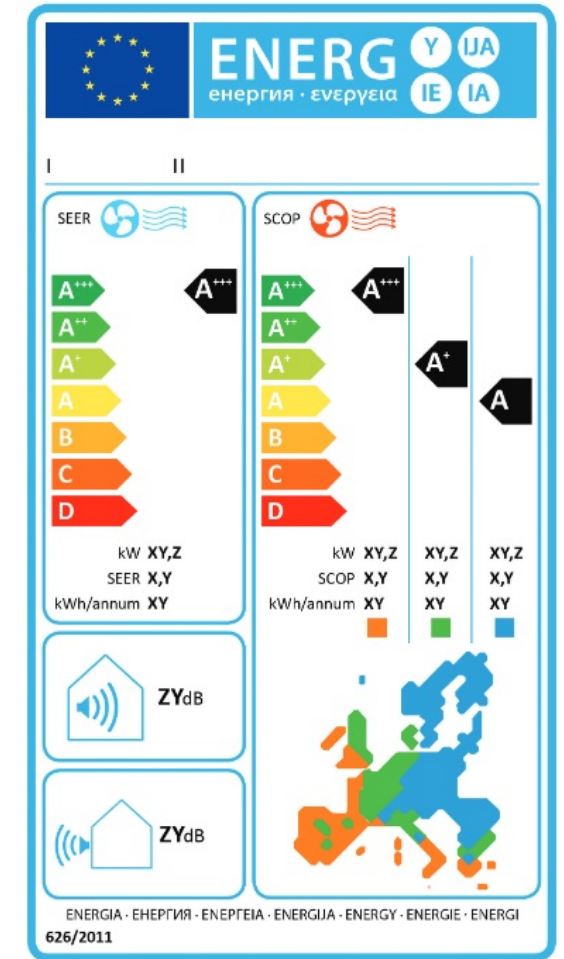 ENERG Y IJA
енергия · ενεργεια IE IA
I II
SEER
A+++ A+++
A++
A+
A
B
C
D
kW XY,Z
SEER X,Y
kWh/annum XY
SCOP
A+++ A+++
A++
A+ A+
A A
B
C
D
kW XY,Z XY,Z XY,Z
SCOP X,Y X,Y X,Y
kWh/annum XY XY XY
ZYdB
ZYdB
ENERGIA · ЕНЕРГИЯ · ΕΝΕΡΓΕΙΑ · ENERGIJA · ENERGY · ENERGIE · ENERGI
626/2011